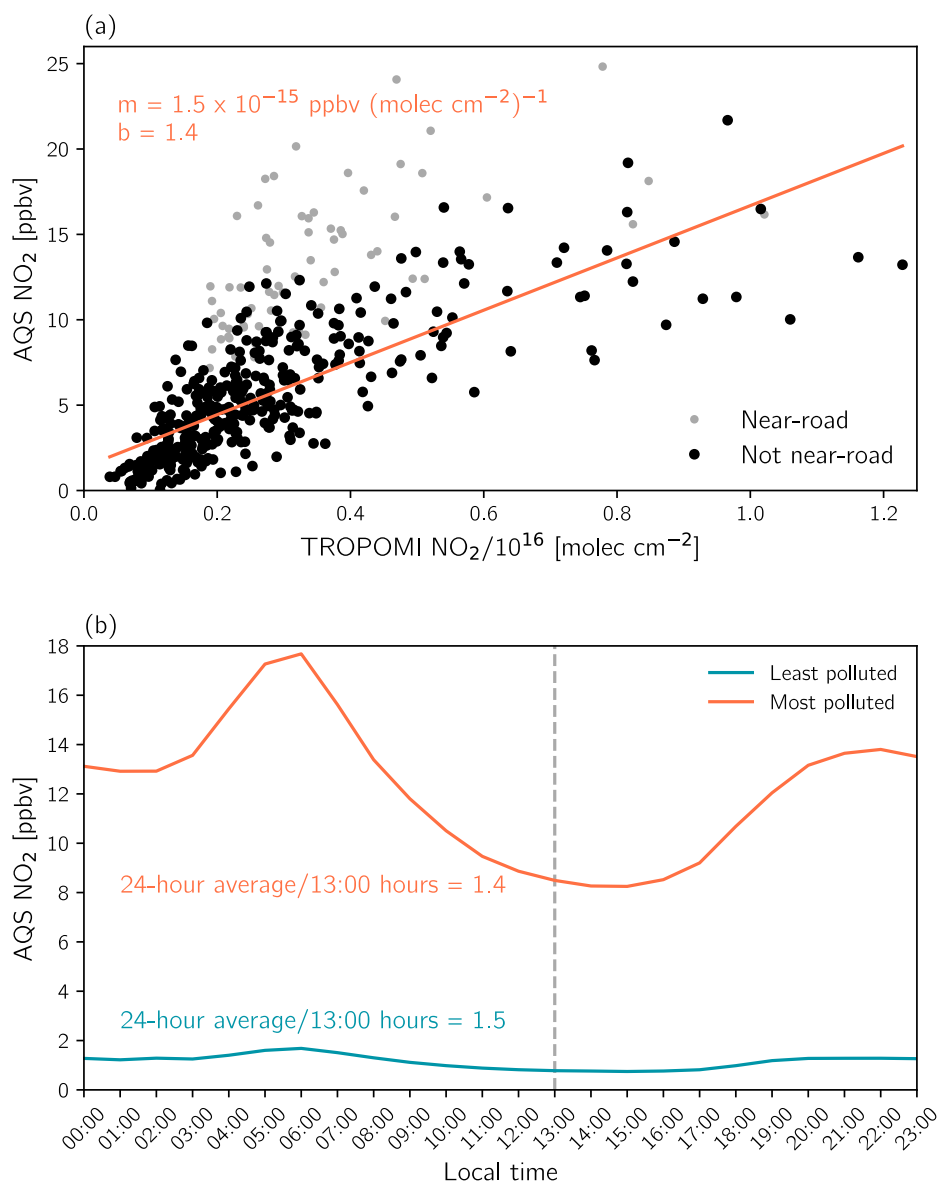 (a)
25
20
15
10
5
0
AQS NO₂ [ppbv]
m = 1.5 x 10⁻¹⁵ ppbv (molec cm⁻²)⁻¹
b = 1.4
Near-road
Not near-road
0.0 0.2 0.4 0.6 0.8 1.0 1.2
TROPOMI NO₂/10¹⁶ [molec cm⁻²]
(b)
18
16
14
12
10
8
6
4
2
0
AQS NO₂ [ppbv]
Least polluted
Most polluted
24-hour average/13:00 hours = 1.4
24-hour average/13:00 hours = 1.5
00:00 01:00 02:00 03:00 04:00 05:00 06:00 07:00 08:00 09:00 10:00 11:00 12:00 13:00 14:00 15:00 16:00 17:00 18:00 19:00 20:00 21:00 22:00 23:00
Local time